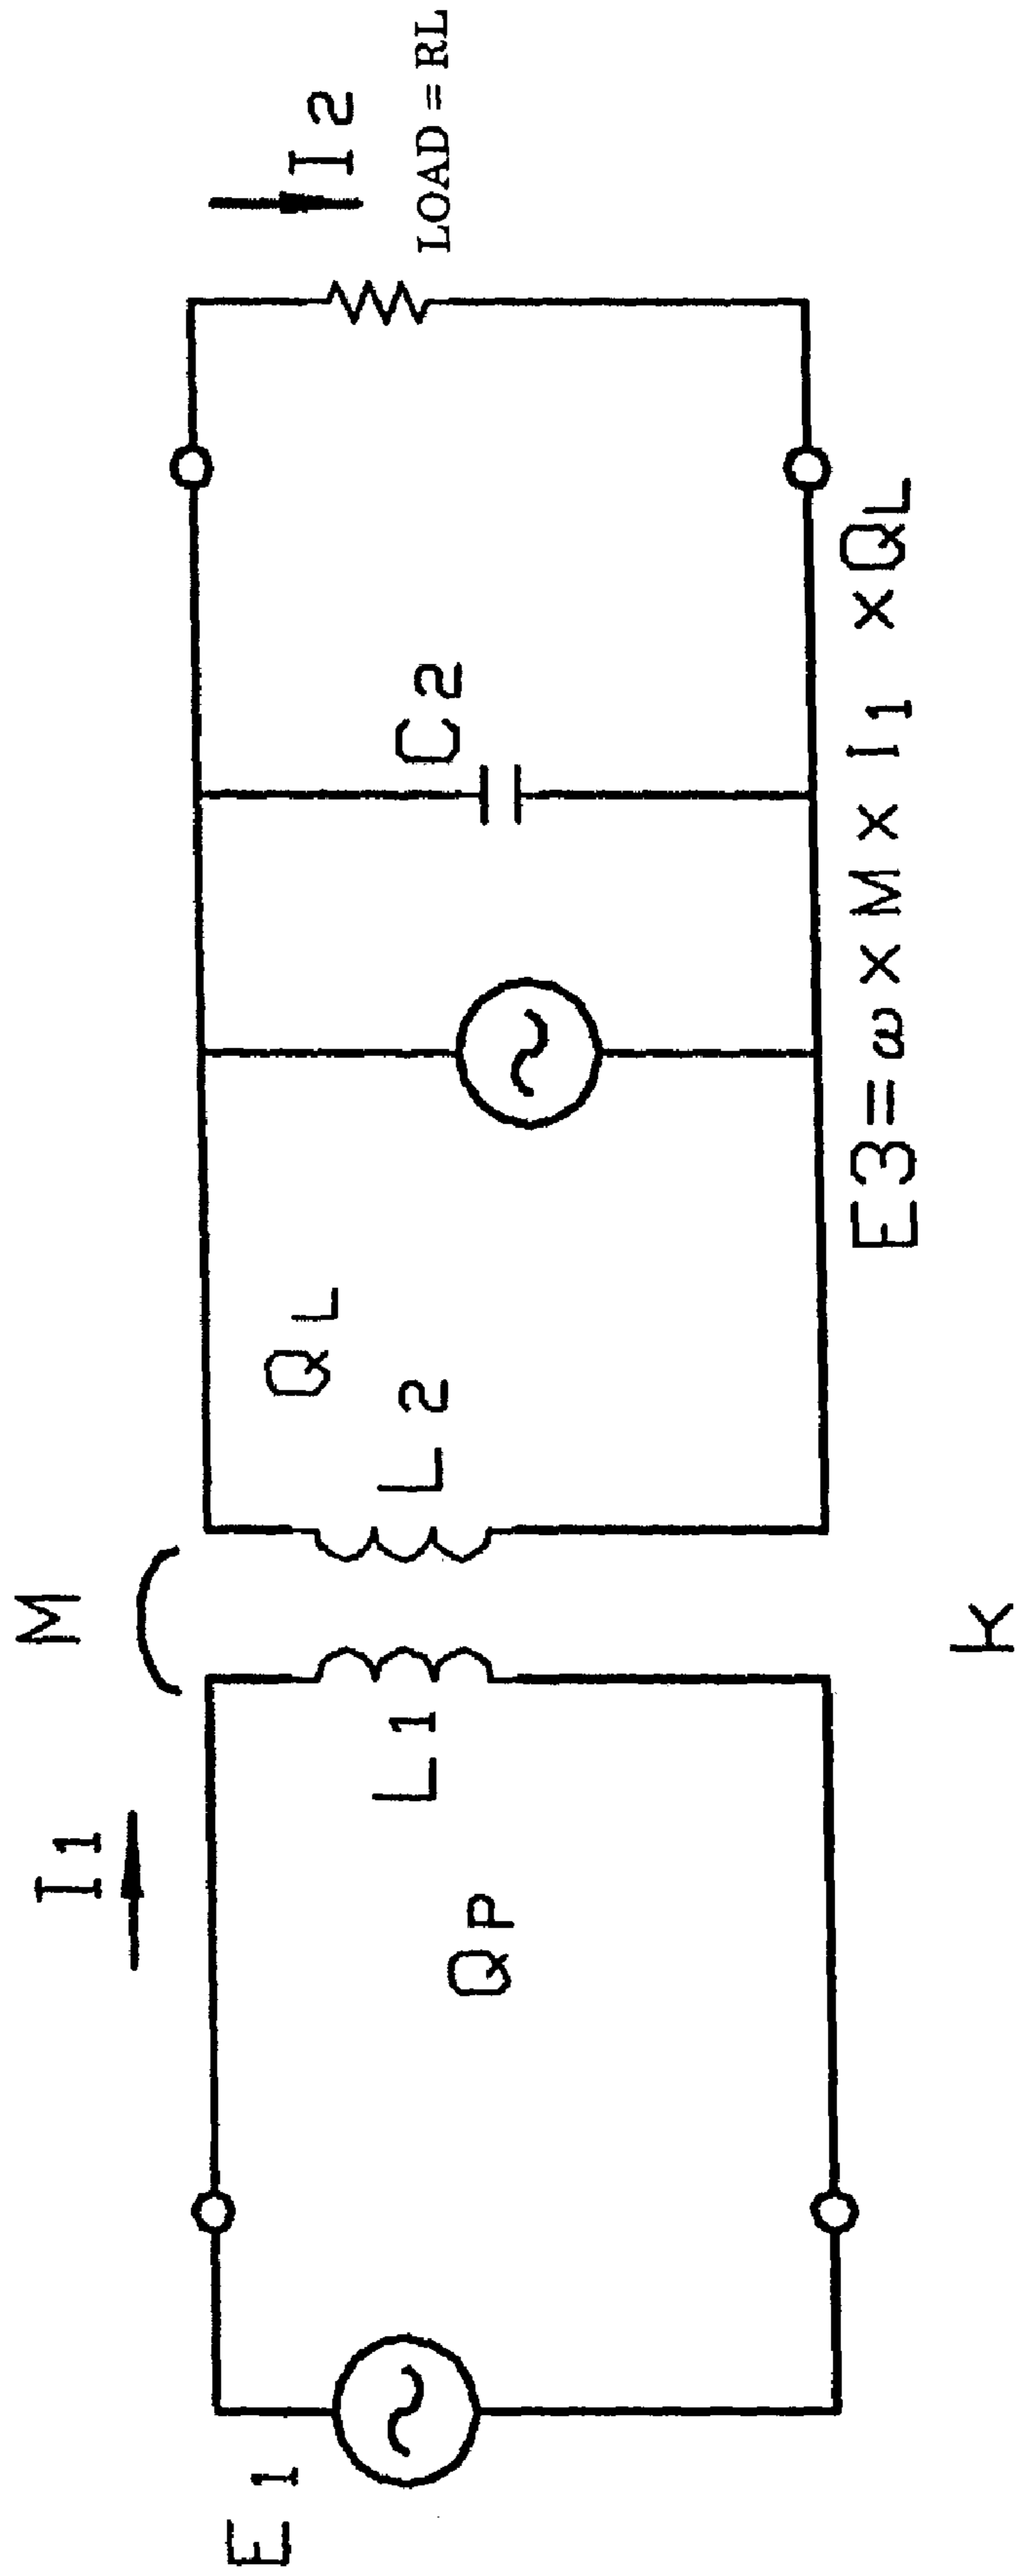 E1
I1
QP
L1
M
K
L2
QL
E3=ω×M×I1×QL
C2
I2
LOAD = RL